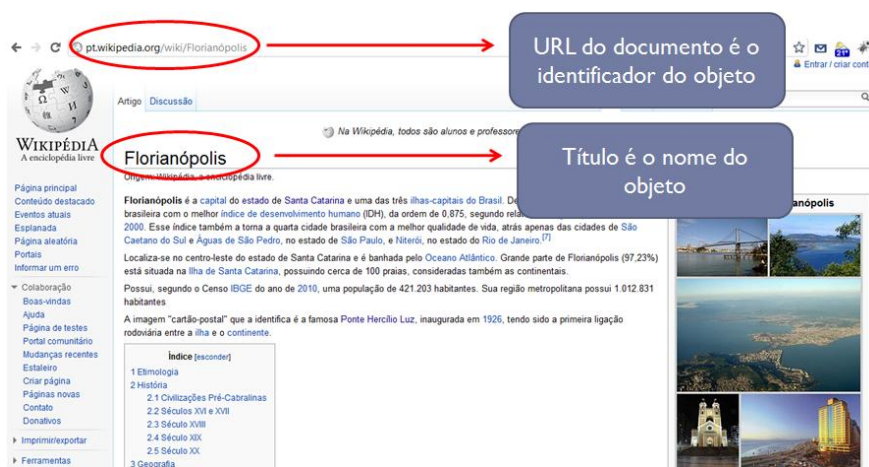 pt.wikipedia.org/wiki/Florianópolis
URL do documento é o
identificador do objeto
21°
Entrar / criar cont
Artigo Discussão
Na Wikipédia, todos são alunos e professore
WIKIPÉDIA
A enciclopédia livre
Florianópolis
Título é o nome do
objeto
Origem: Wikipédia, a enciclopédia livre.
Página principal
Conteúdo destacado
Eventos atuais
Esplanada
Página aleatória
Portais
Informar um erro
Colaboração
Boas-vindas
Ajuda
Página de testes
Portal comunitário
Mudanças recentes
Estaleiro
Criar página
Páginas novas
Contato
Donativos
Imprimir/exportar
Ferramentas
Florianópolis é a capital do estado de Santa Catarina e uma das três ilhas-capitais do Brasil. De
brasileira com o melhor índice de desenvolvimento humano (IDH), da ordem de 0,875, segundo rela
2000. Esse índice também a torna a quarta cidade brasileira com a melhor qualidade de vida, atrás apenas das cidades de São
Caetano do Sul e Águas de São Pedro, no estado de São Paulo, e Niterói, no estado do Rio de Janeiro.[7]
Localiza-se no centro-leste do estado de Santa Catarina e é banhada pelo Oceano Atlântico. Grande parte de Florianópolis (97,23%)
está situada na Ilha de Santa Catarina, possuindo cerca de 100 praias, consideradas também as continentais.
Possui, segundo o Censo IBGE do ano de 2010, uma população de 421.203 habitantes. Sua região metropolitana possui 1.012.831
habitantes
A imagem "cartão-postal" que a identifica é a famosa Ponte Hercílio Luz, inaugurada em 1926, tendo sido a primeira ligação
rodoviária entre a ilha e o continente.
Índice [esconder]
1 Etimologia
2 História
2.1 Civilizações Pré-Cabralinas
2.2 Séculos XVI e XVII
2.3 Século XVIII
2.4 Século XIX
2.5 Século XX
3 Geografia
anópolis